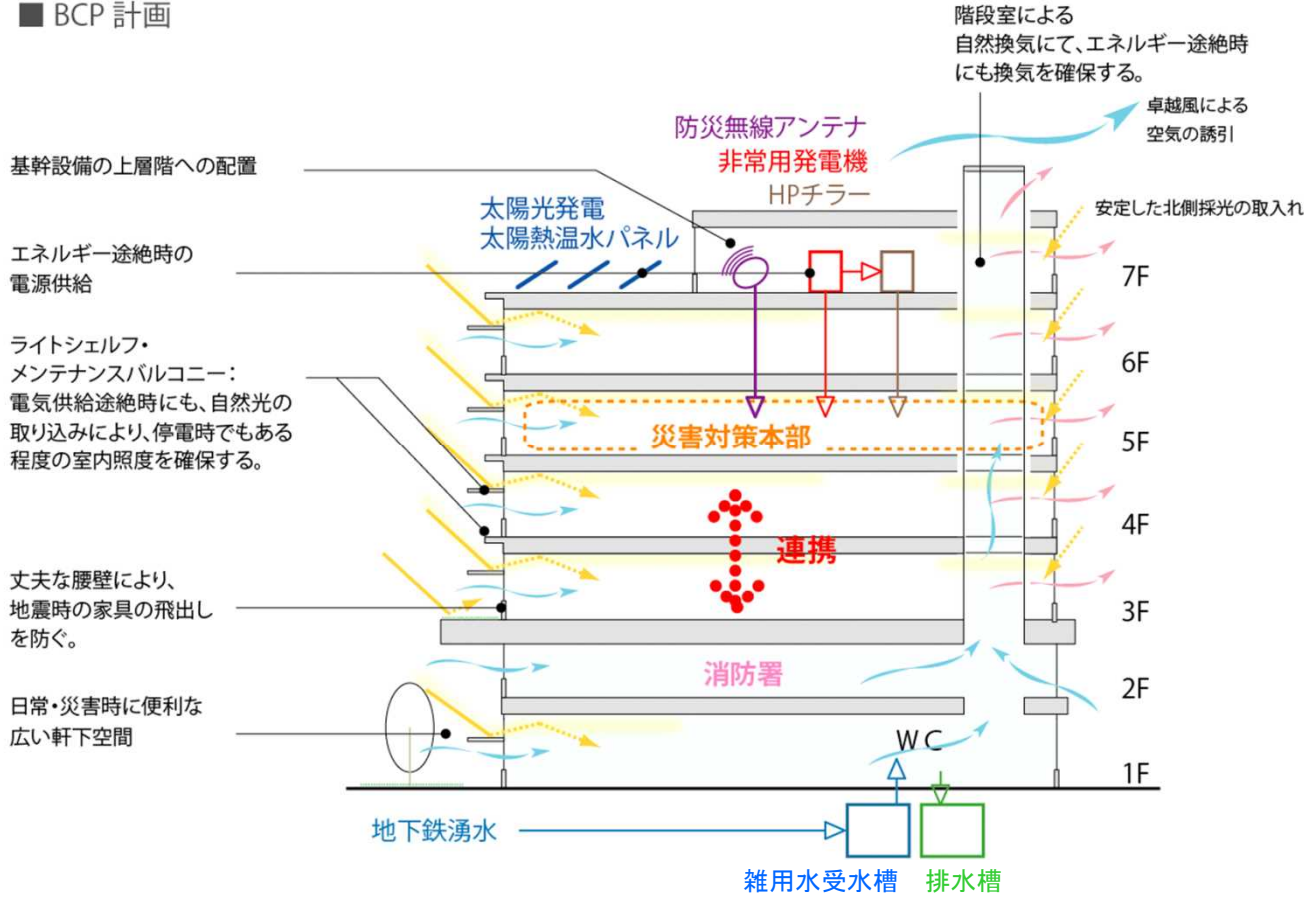 ■ BCP 計画
階段室による
自然換気にて、エネルギー途絶時
にも換気を確保する。
卓越風による
空気の誘引
防災無線アンテナ
非常用発電機
HPチラー
基幹設備の上層階への配置
太陽光発電
太陽熱温水パネル
安定した北側採光の取入れ
エネルギー途絶時の
電源供給
7F
ライトシェルフ・
メンテナンスバルコニー：
電気供給途絶時にも、自然光の
取り込みにより、停電時でもある
程度の室内照度を確保する。
6F
災害対策本部
5F
4F
連携
丈夫な腰壁により、
地震時の家具の飛出し
を防ぐ。
3F
消防署
2F
日常・災害時に便利な
広い軒下空間
WC
1F
地下鉄湧水
雑用水受水槽
排水槽